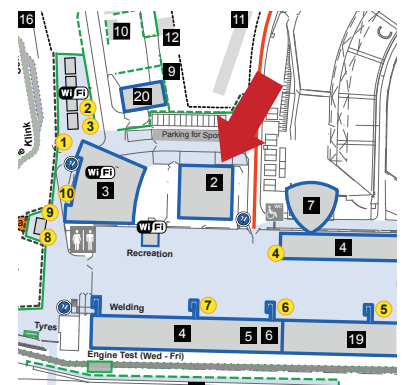 16
10
12
11
9
20
WiFi
2
3
1
Parking for Spor
Klink
WiFi
3
2
10
7
9
8
WiFi
4
4
Recreation
Welding
7
6
5
Tyres
4
5
6
19
Engine Test (Wed - Fri)